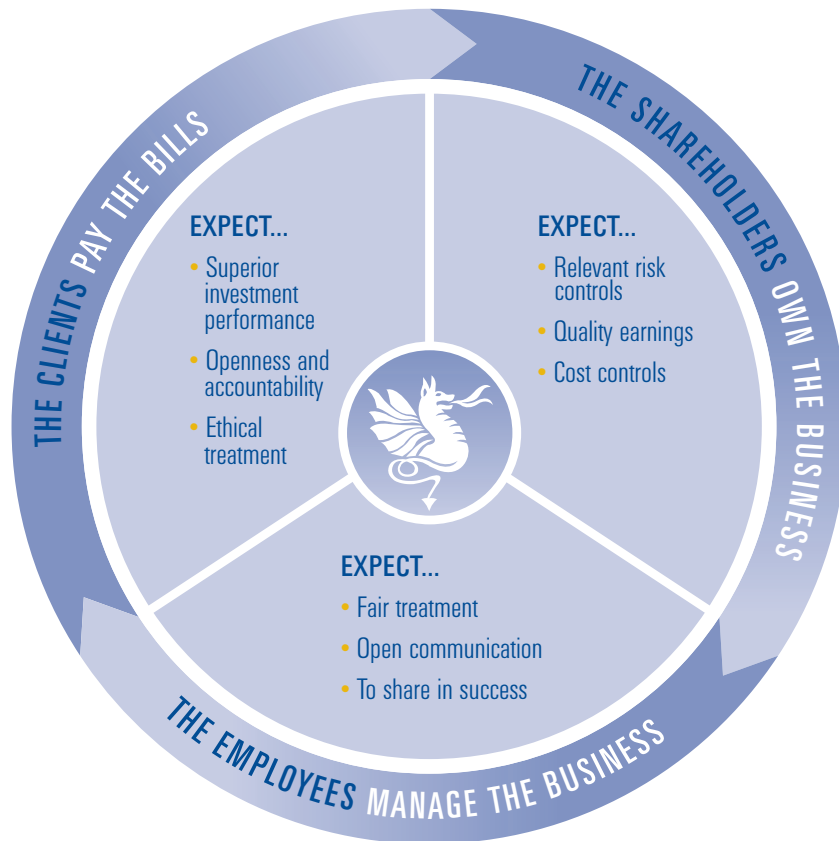 THE CLIENTS PAY THE BILLS
EXPECT...
• Superior
investment
performance
• Openness and
accountability
• Ethical
treatment
THE SHAREHOLDERS OWN THE BUSINESS
EXPECT...
• Relevant risk
controls
• Quality earnings
• Cost controls
EXPECT...
• Fair treatment
• Open communication
• To share in success
THE EMPLOYEES MANAGE THE BUSINESS